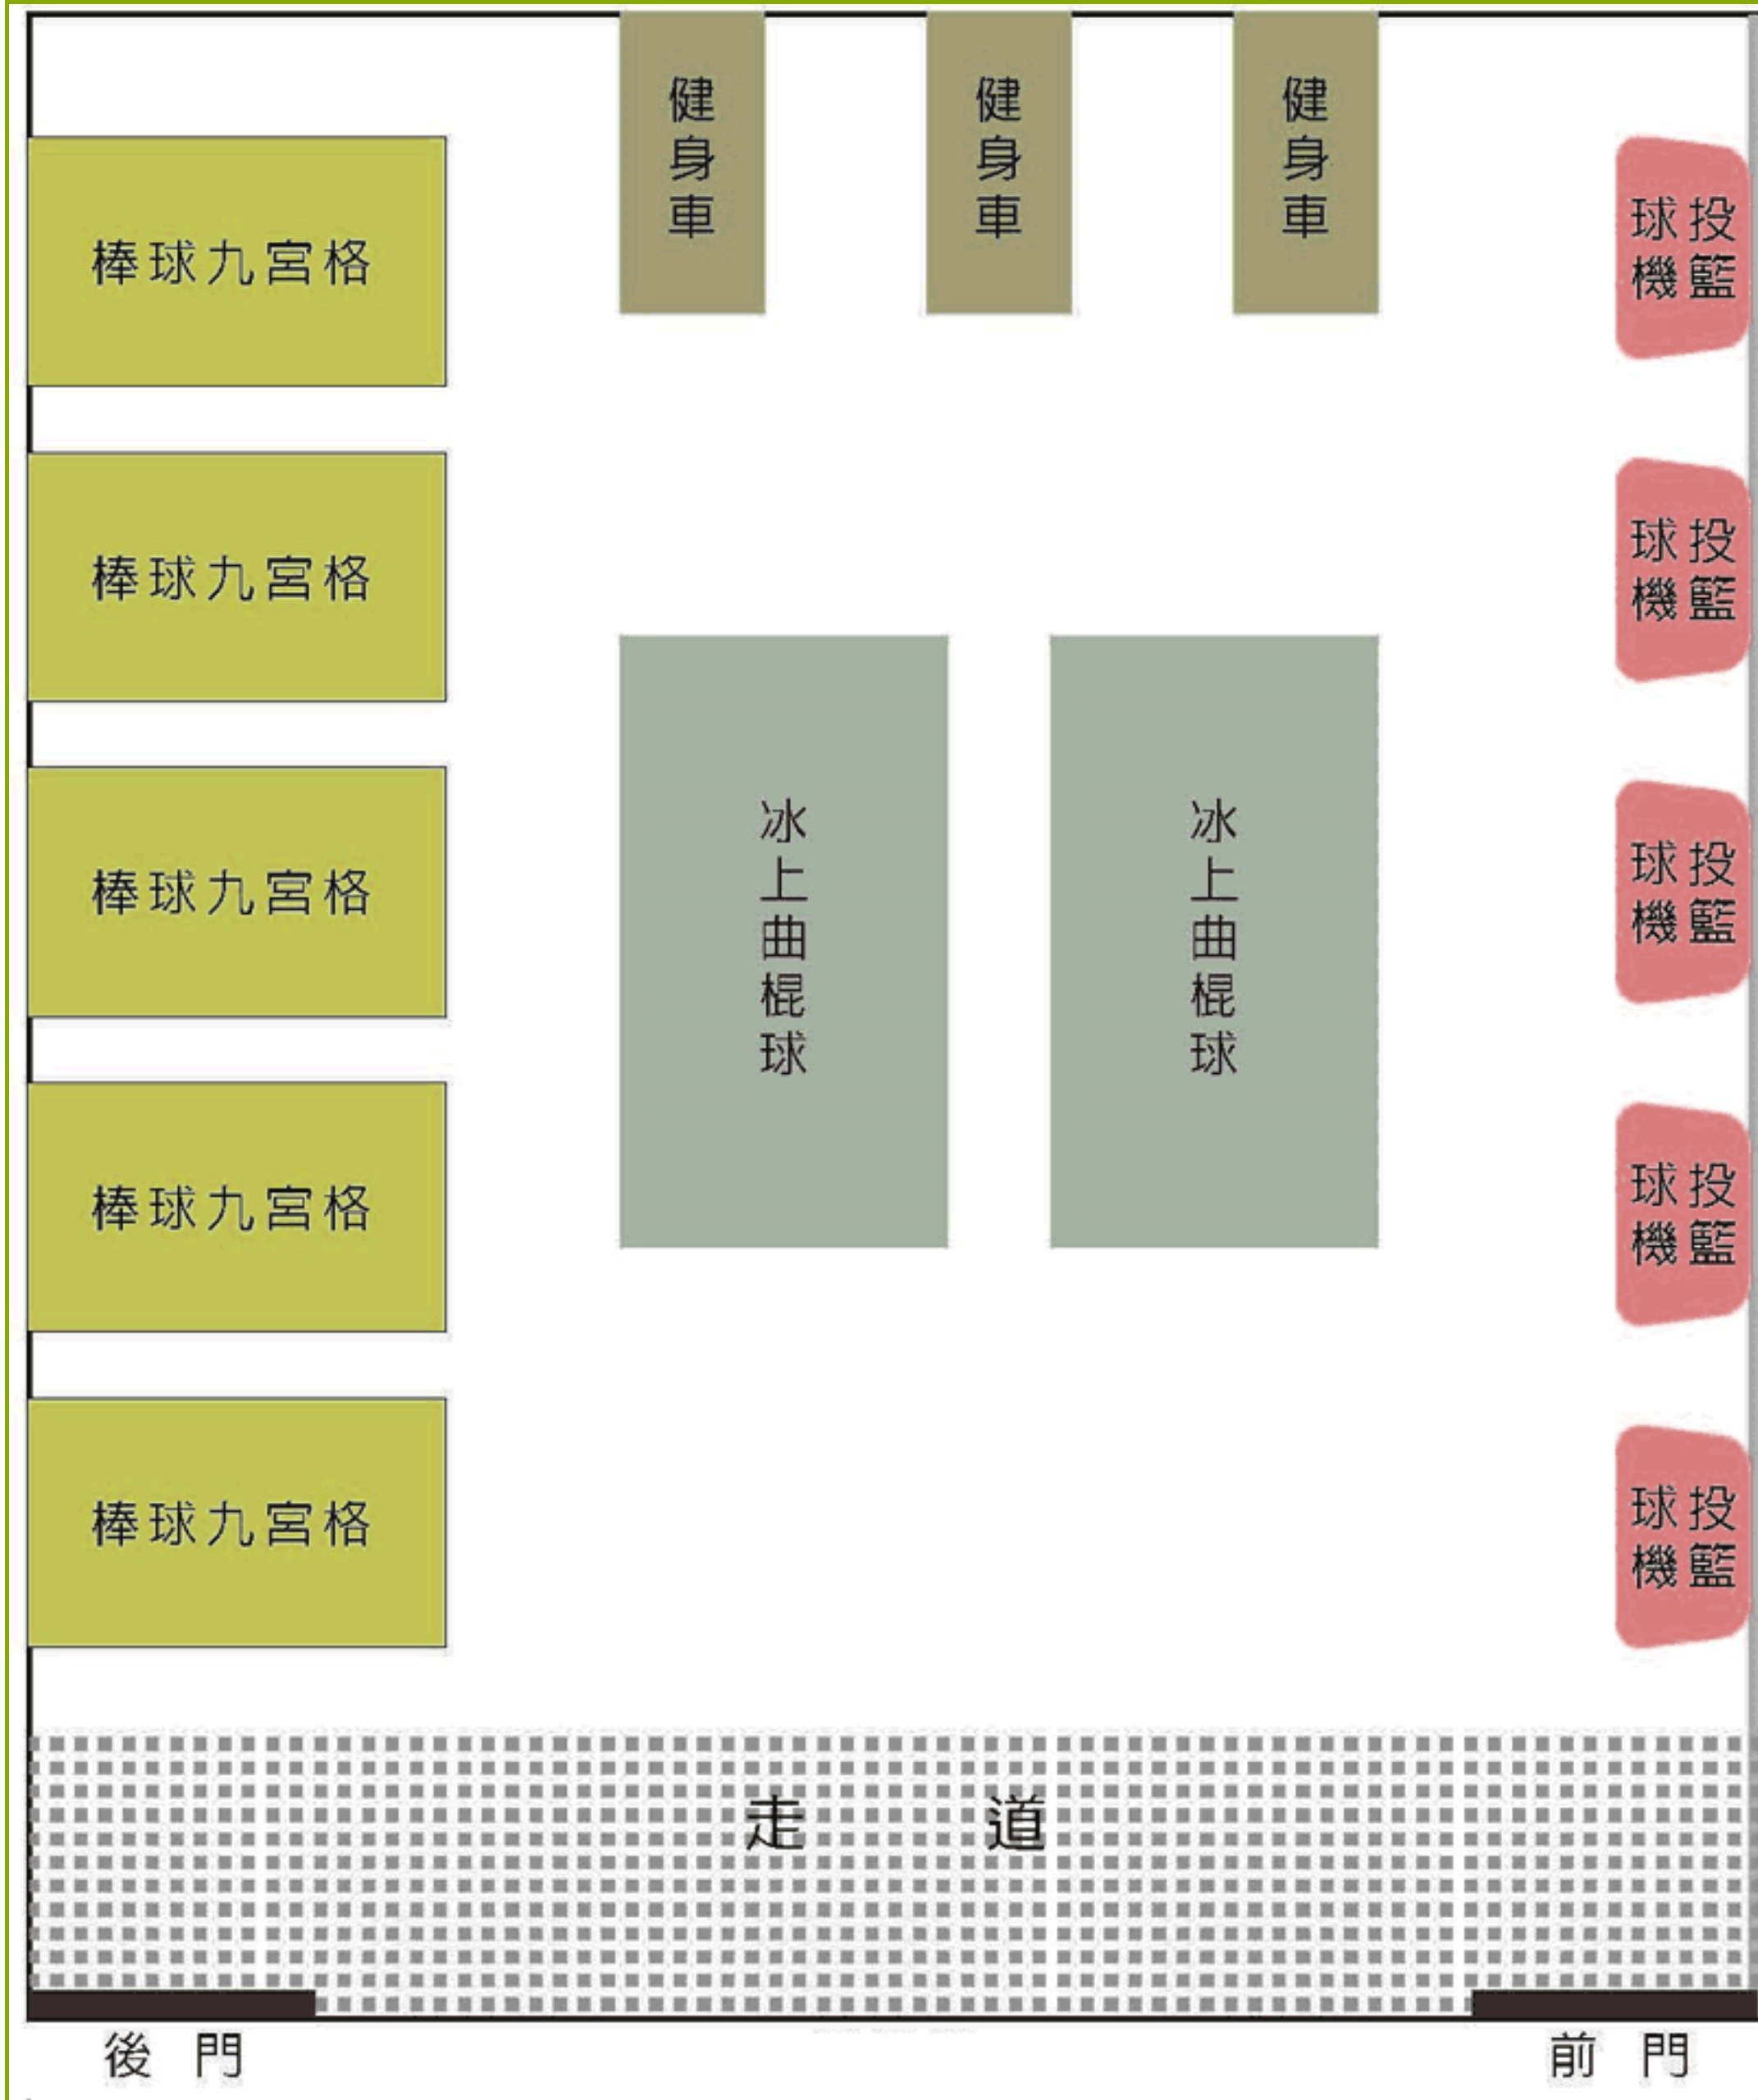 健身車
健身車
健身車
棒球九宮格
棒球九宮格
棒球九宮格
棒球九宮格
棒球九宮格
冰上曲棍球
冰上曲棍球
投籃
球機
投籃
球機
投籃
球機
投籃
球機
投籃
球機
走道
後門
前門